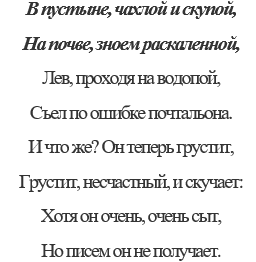 В пустыне, чахлой и скупой,
На почве, зноем раскаленной,
Лев, проходя на водопой,
Съел по ошибке почтальона.
И что же? Он теперь грустит,
Грустит, несчастный, и скучает:
Хотя он очень, очень сыт,
Но писем он не получает.